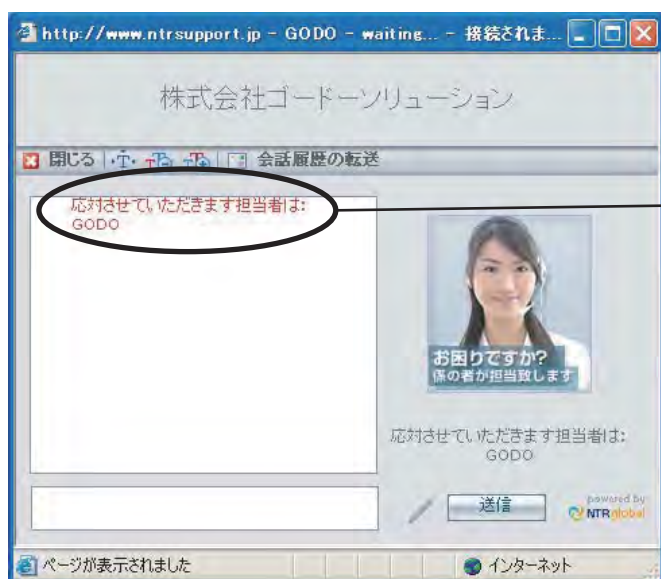 http://www.ntrsupport.jp - GODO - waiting... - 接続されま...
株式会社ゴードーソリューション
閉じる
会話履歴の転送
応対させていただきます担当者は:
GODO
お困りですか?
係の者が担当致します
応対させていただきます担当者は:
GODO
送信
powered by
NTRglobal
ページが表示されました
インターネット